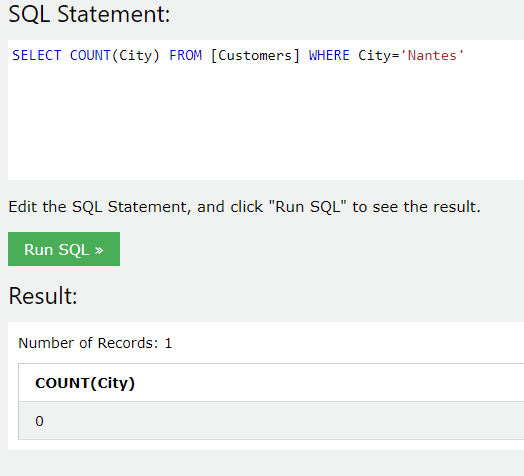 SQL Statement:
SELECT COUNT(City) FROM [Customers] WHERE City='Nantes'
Edit the SQL Statement, and click "Run SQL" to see the result.
Run SQL »
Result:
Number of Records: 1
COUNT(City)
0